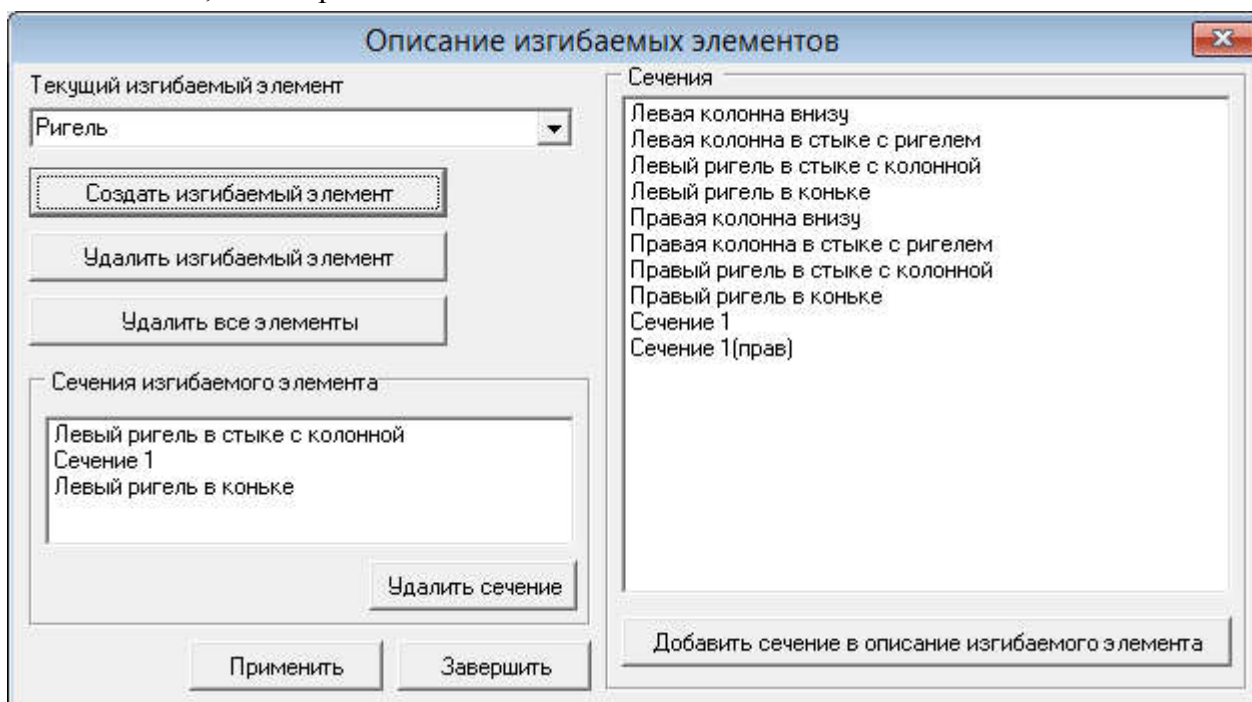 Описание изгибаемых элементов
Текущий изгибаемый элемент
Ригель
Создать изгибаемый элемент
Удалить изгибаемый элемент
Удалить все элементы
Сечения изгибаемого элемента
Левый ригель в стыке с колонной
Сечение 1
Левый ригель в коньке
Удалить сечение
Применить
Завершить
Сечения
Левая колонна внизу
Левая колонна в стыке с ригелем
Левый ригель в стыке с колонной
Левый ригель в коньке
Правая колонна внизу
Правая колонна в стыке с ригелем
Правый ригель в стыке с колонной
Правый ригель в коньке
Сечение 1
Сечение 1(прав)
Добавить сечение в описание изгибаемого элемента